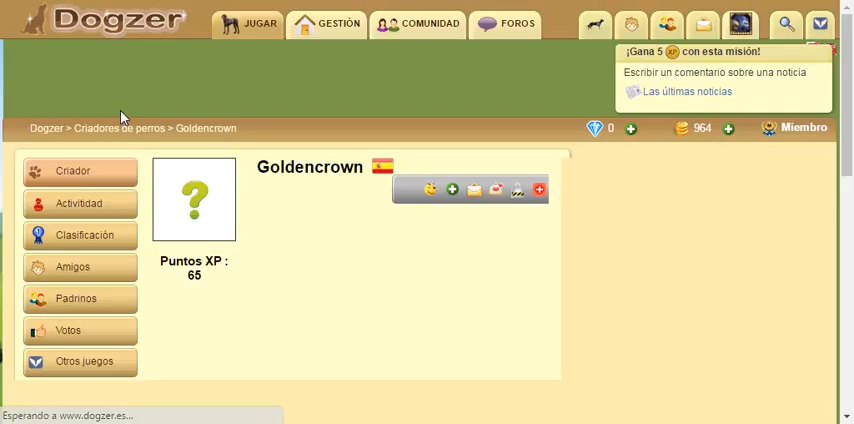 Dogzer
JUGAR
GESTIÓN
COMUNIDAD
FOROS
¡Gana 5 XP con esta misión!
Escribir un comentario sobre una noticia
Las últimas noticias
Dogzer > Criadores de perros > Goldencrown
0
964
Miembro
Criador
Activitidad
Clasificación
Amigos
Padrinos
Votos
Otros juegos
?
Puntos XP :
65
Goldencrown
Esperando a www.dogzer.es...